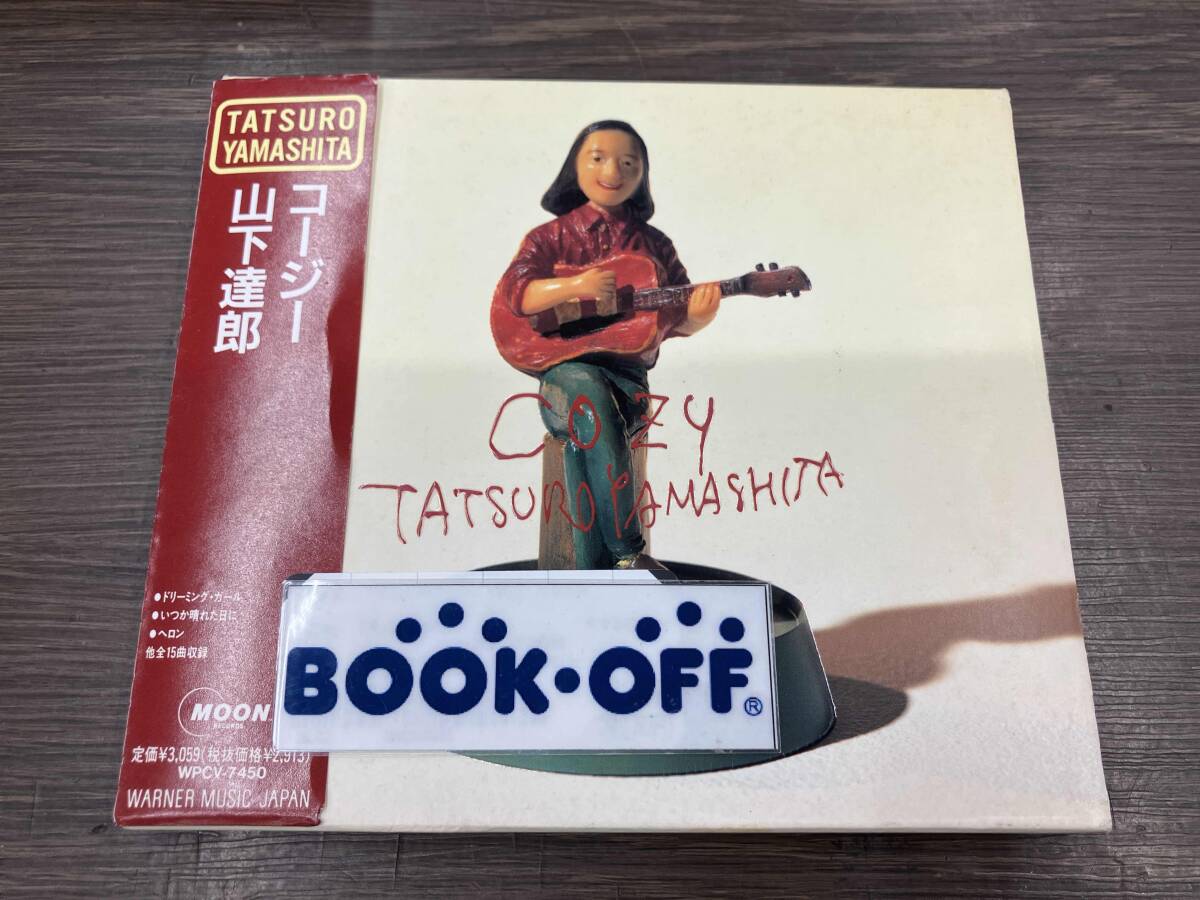 TATSURO
YAMASHITA
コージー
山下達郎
COZY
TATSURO YAMASHITA
●ドリーミング・ガール
●いつか晴れた日に
●ヘロン
他全15曲収録
MOON
RECORDS
定価¥3,059(税抜価格¥2,913)
WPCV-7450
WARNER MUSIC JAPAN
BOOK・OFF®